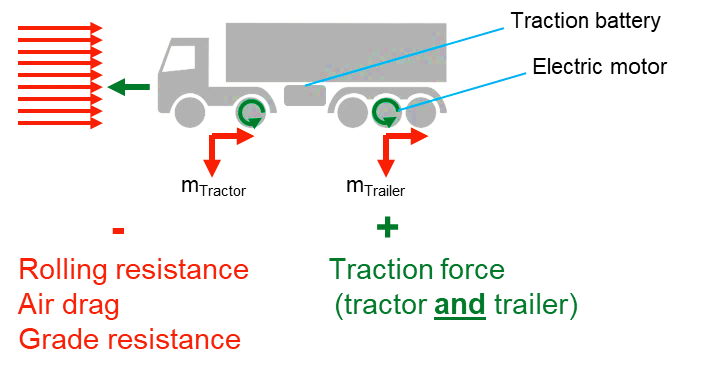 Traction battery
Electric motor
mTractor
mTrailer
-
+
Rolling resistance
Air drag
Grade resistance
Traction force
(tractor and trailer)